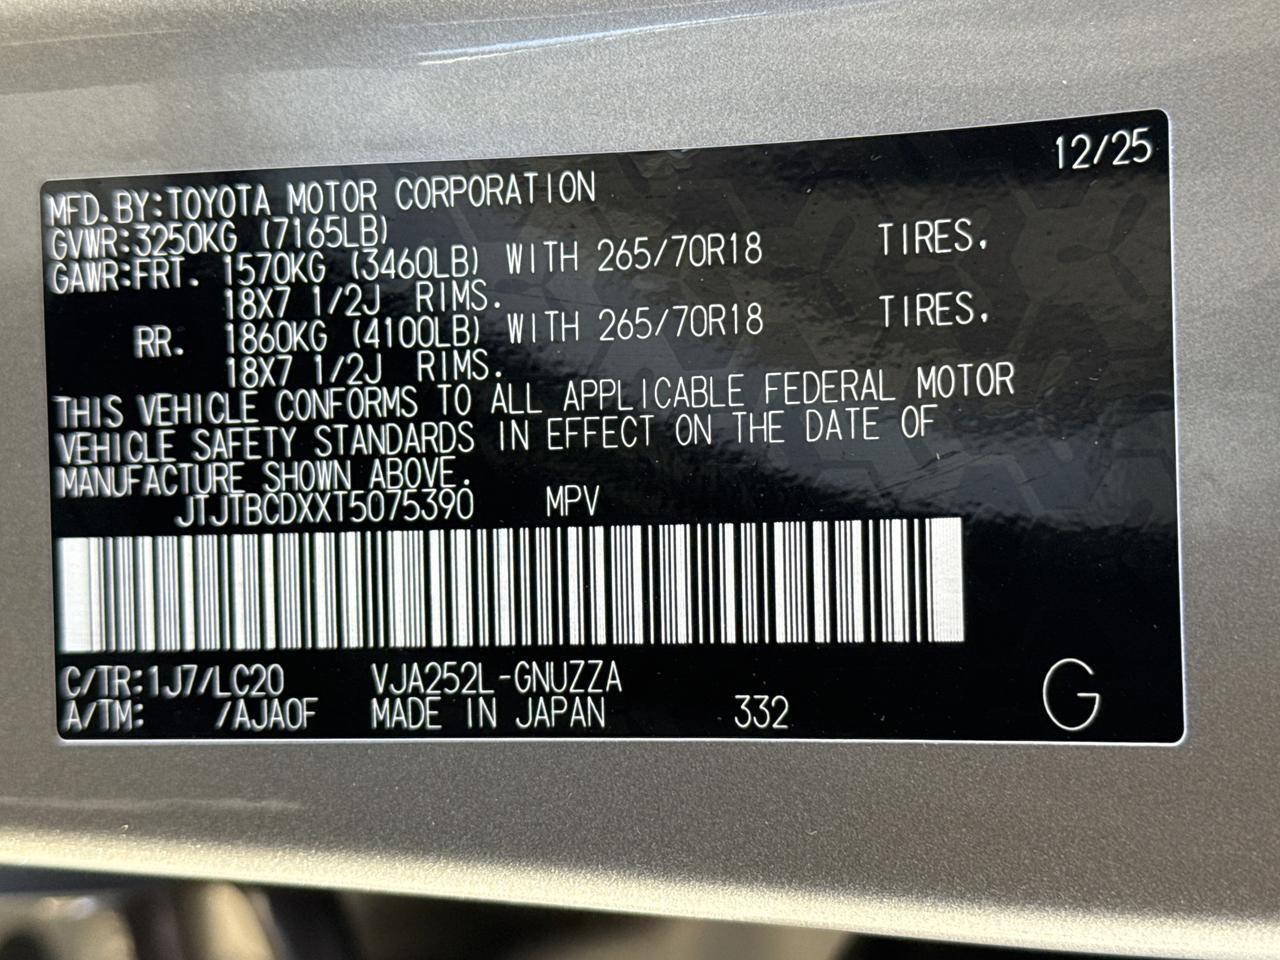 12/25
MFD.BY:TOYOTA MOTOR CORPORATION
GVWR:3250KG (7165LB)
GAWR:FRT. 1570KG (3460LB) WITH 265/70R18 TIRES,
18X7 1/2J RIMS.
RR. 1860KG (4100LB) WITH 265/70R18 TIRES,
18X7 1/2J RIMS.
THIS VEHICLE CONFORMS TO ALL APPLICABLE FEDERAL MOTOR
VEHICLE SAFETY STANDARDS IN EFFECT ON THE DATE OF
MANUFACTURE SHOWN ABOVE.
JTJTBCDXXT5075390 MPV
C/TR:1J7/LC20 VJA252L-GNUZZA
A/TM: /AJA0F MADE IN JAPAN 332 G